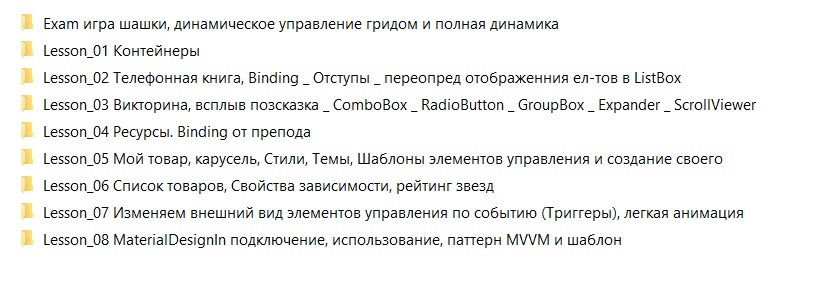 Exam игра шашки, динамическое управление гридом и полная динамика
Lesson_01 Контейнеры
Lesson_02 Телефонная книга, Binding _ Отступы _ переопред отображенния ел-тов в ListBox
Lesson_03 Викторина, всплыв позсказка _ ComboBox _ RadioButton _ GroupBox _ Expander _ ScrollViewer
Lesson_04 Ресурсы. Binding от препода
Lesson_05 Мой товар, карусель, Стили, Темы, Шаблоны элементов управления и создание своего
Lesson_06 Список товаров, Свойства зависимости, рейтинг звезд
Lesson_07 Изменяем внешний вид элементов управления по событию (Триггеры), легкая анимация
Lesson_08 MaterialDesignIn подключение, использование, паттерн MVVM и шаблон